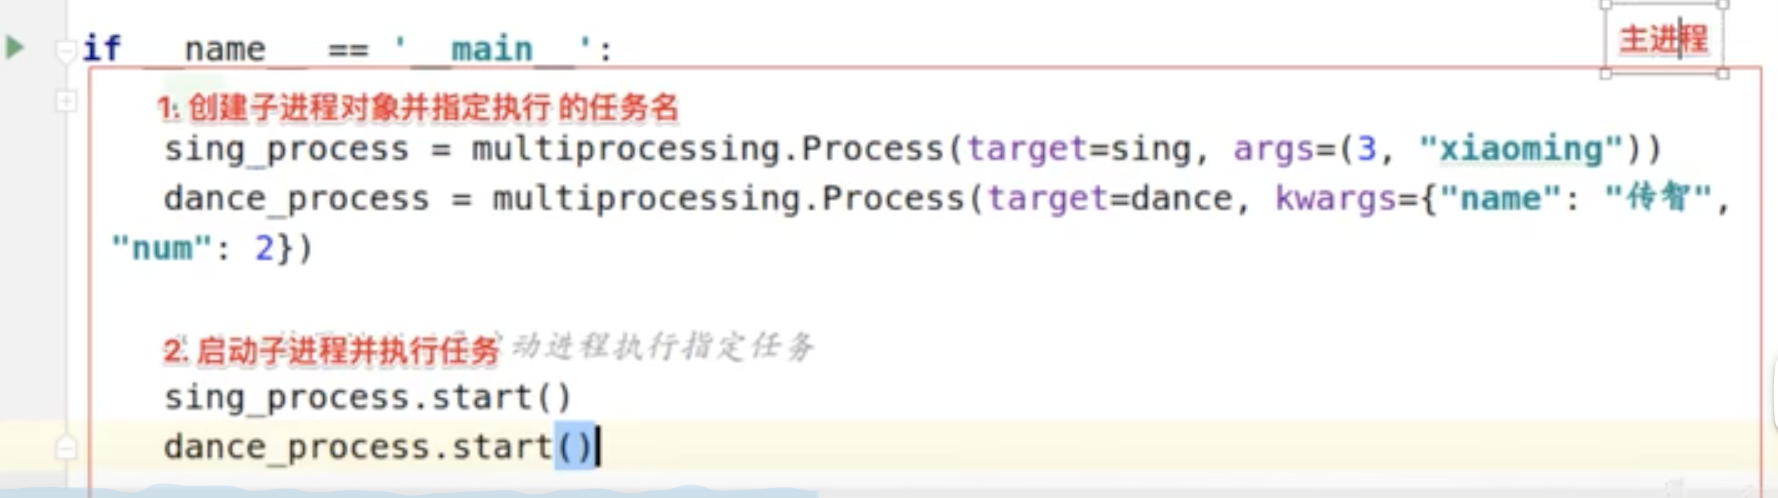 if __name__ == '__main__':
主进程
1. 创建子进程对象并指定执行 的任务名
sing_process = multiprocessing.Process(target=sing, args=(3, "xiaoming"))
dance_process = multiprocessing.Process(target=dance, kwargs={"name": "传智",
"num": 2})
2. 启动子进程并执行任务 动进程执行指定任务
sing_process.start()
dance_process.start()